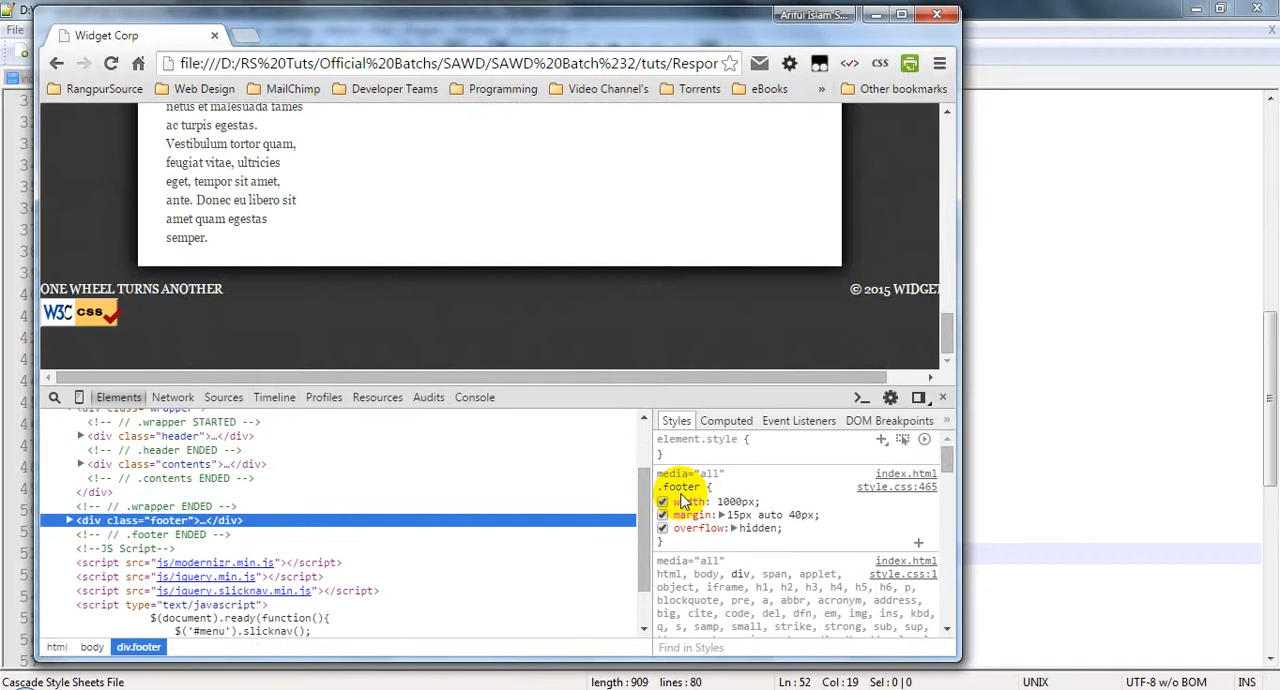 D:\
Ariful Islam S...
File
Widget Corp
file:///D:/RS%20Tuts/Official%20Batchs/SAWD/SAWD%20Batch%232/tuts/Respor
CSS
RangpurSource
Web Design
MailChimp
Developer Teams
Programming
Video Channel's
Torrents
eBooks
»
Other bookmarks
netus et malesuada fames
ac turpis egestas.
Vestibulum tortor quam,
feugiat vitae, ultricies
eget, tempor sit amet,
ante. Donec eu libero sit
amet quam egestas
semper.
ONE WHEEL TURNS ANOTHER
© 2015 WIDGET
W3C css
Elements Network Sources Timeline Profiles Resources Audits Console
<div class="wrapper">
<!-- // .wrapper STARTED -->
<div class="header">…</div>
<!-- // .header ENDED -->
<div class="contents">…</div>
<!-- // .contents ENDED -->
</div>
<!-- // .wrapper ENDED -->
<div class="footer">…</div>
<!-- // .footer ENDED -->
<!--JS Script-->
<script src="js/modernizr.min.js"></script>
<script src="js/jquery.min.js"></script>
<script src="js/jquery.slicknav.min.js"></script>
<script type="text/javascript">
$(document).ready(function(){
$('#menu').slicknav();
html body div.footer
Styles Computed Event Listeners DOM Breakpoints »
element.style {
}
media="all" index.html
.footer { style.css:465
width: 1000px;
margin: 15px auto 40px;
overflow: hidden;
}
media="all" index.html
html, body, div, span, applet, style.css:1
object, iframe, h1, h2, h3, h4, h5, h6, p,
blockquote, pre, a, abbr, acronym, address,
big, cite, code, del, dfn, em, img, ins, kbd,
q, s, samp, small, strike, strong, sub, sup,
Find in Styles
Cascade Style Sheets File
length : 909 lines : 80
Ln : 52 Col : 19 Sel : 0 | 0
UNIX
UTF-8 w/o BOM
INS